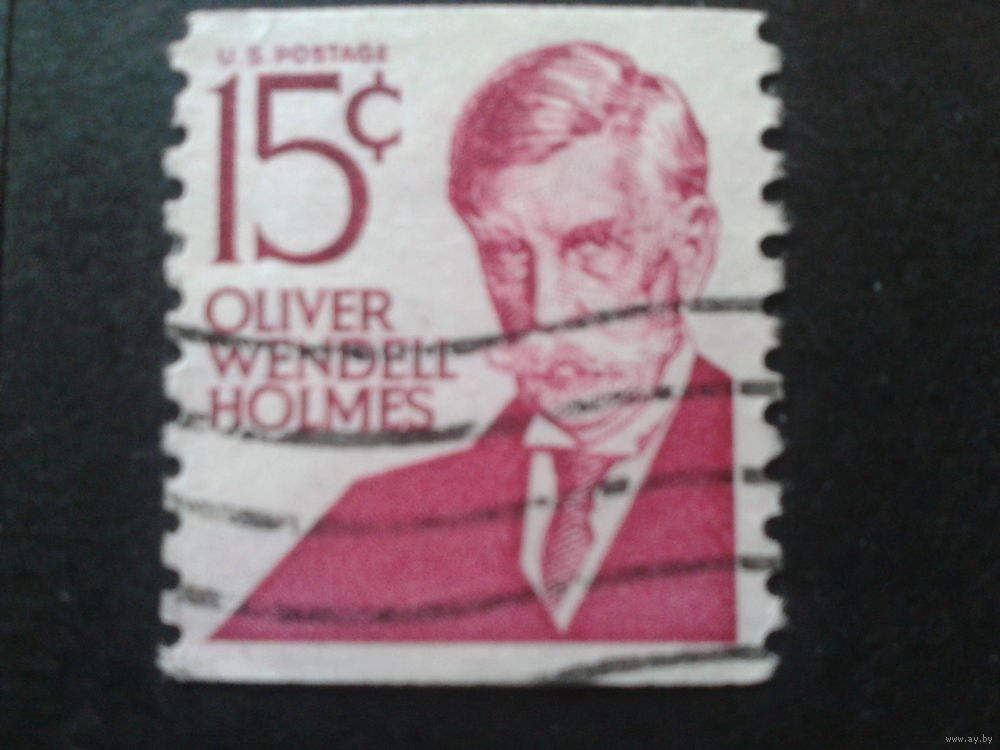 U.S. POSTAGE
15¢
OLIVER
WENDELL
HOLMES
www.ay.by